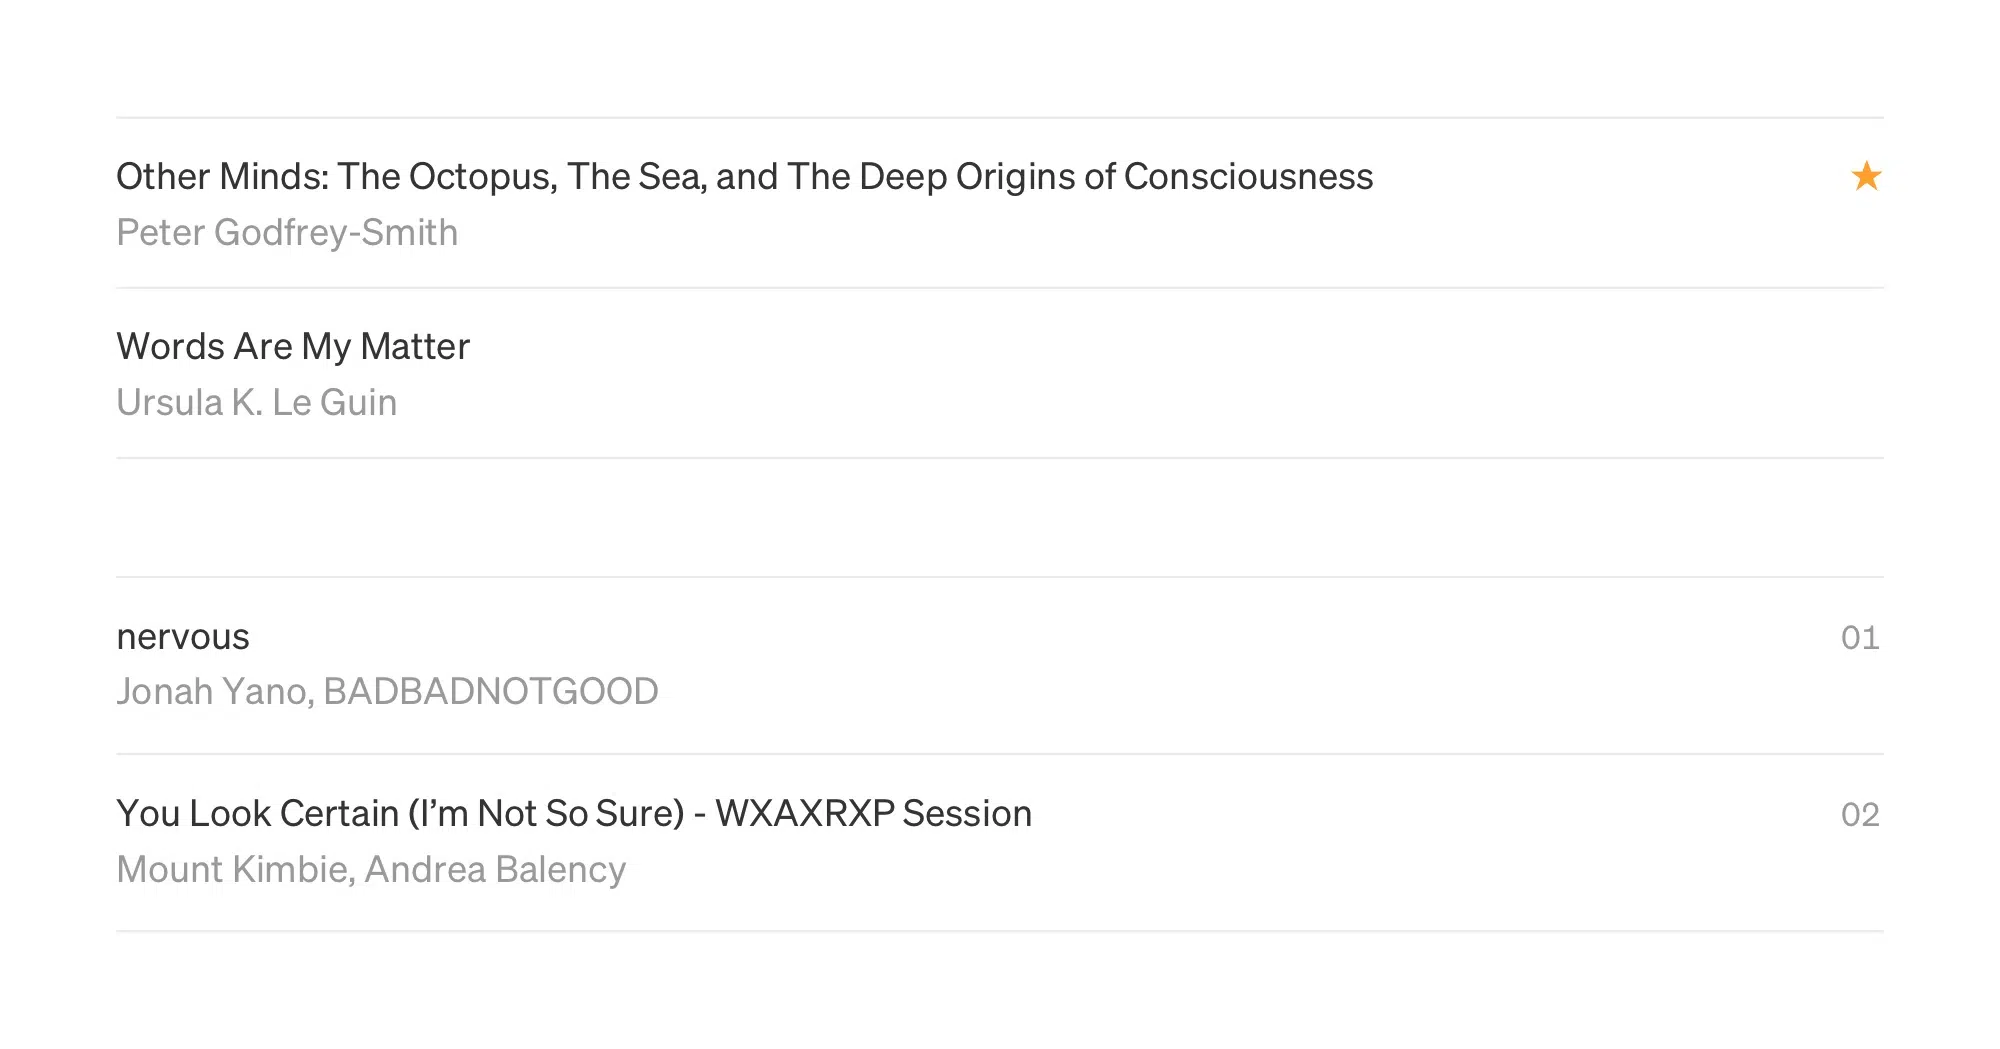 Other Minds: The Octopus, The Sea, and The Deep Origins of Consciousness
Peter Godfrey-Smith
Words Are My Matter
Ursula K. Le Guin
nervous 01
Jonah Yano, BADBADNOTGOOD
You Look Certain (I’m Not So Sure) - WXAXRXP Session 02
Mount Kimbie, Andrea Balency